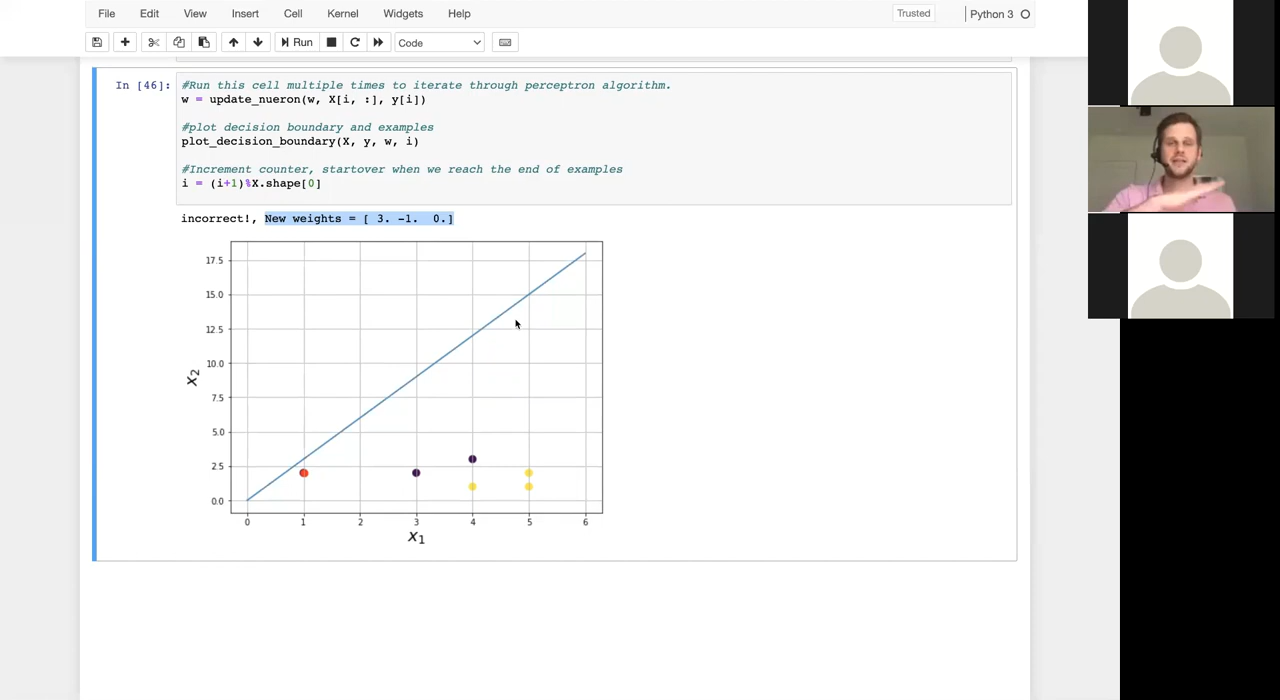 File Edit View Insert Cell Kernel Widgets Help Trusted Python 3
Run Code
In [46]:
#Run this cell multiple times to iterate through perceptron algorithm.
w = update_nueron(w, X[i, :], y[i])
#plot decision boundary and examples
plot_decision_boundary(X, y, w, i)
#Increment counter, startover when we reach the end of examples
i = (i+1)%X.shape[0]
incorrect!, New weights = [ 3. -1.  0.]
17.5
15.0
12.5
10.0
7.5
5.0
2.5
0.0
x2
0 1 2 3 4 5 6
x1